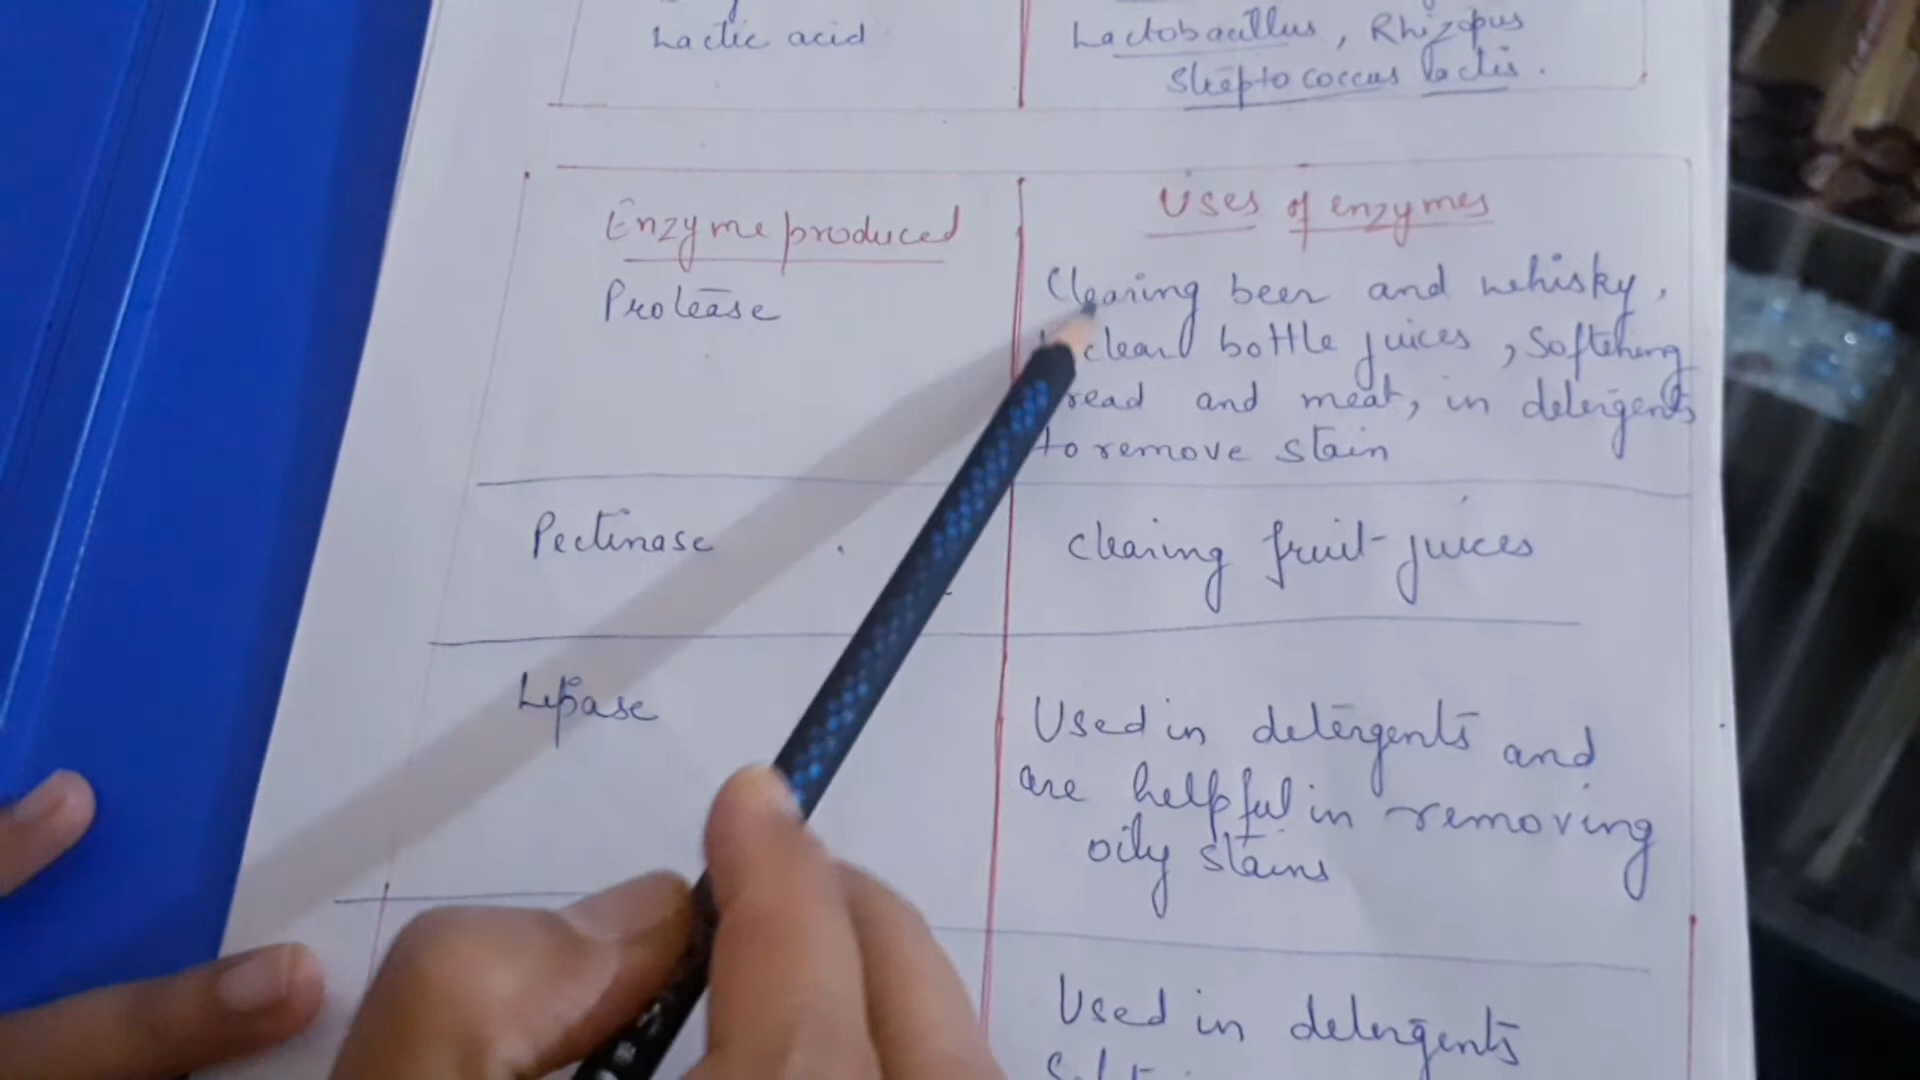 Lactic acid
Lactobacillus, Rhizopus
Streptococcus lactis.
Enzyme produced
Uses of enzymes
Protease
Clearing beer and whisky,
clear bottle juices, Softening
read and meat, in detergents
to remove stain
Pectinase
clearing fruit juices
Lipase
Used in detergents and
are helpful in removing
oily stains
Used in detergents